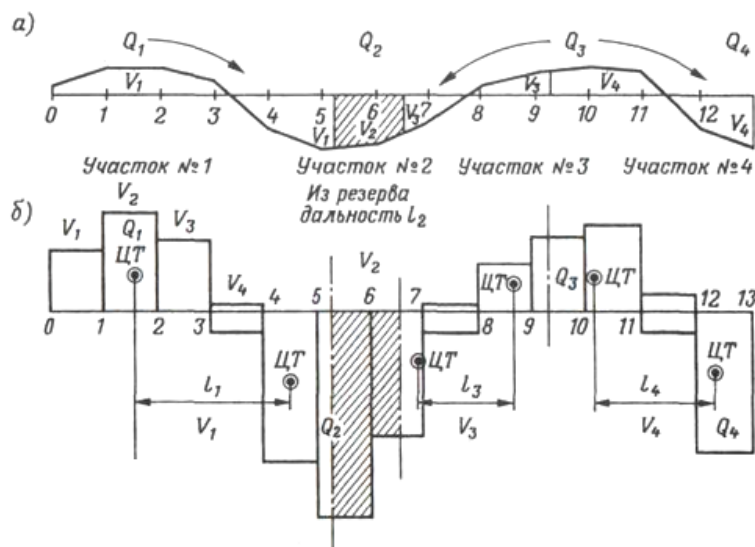 а) Q₁ Q₂ Q₃ Q₄
V₁ V₃ V₄
0 1 2 3 4 5 6 7 8 9 10 11 12
V₁ V₂ V₃ V₄
Участок №1 Участок №2 Участок №3 Участок №4
Из резерва
дальность l₂
б) V₁ V₂ V₃ V₄ V₂
Q₁ ЦТ ЦТ Q₃ ЦТ
0 1 2 3 4 5 6 7 8 9 10 11 12 13
ЦТ ЦТ ЦТ
l₁ l₃ l₄
V₁ Q₂ V₃ V₄ Q₄